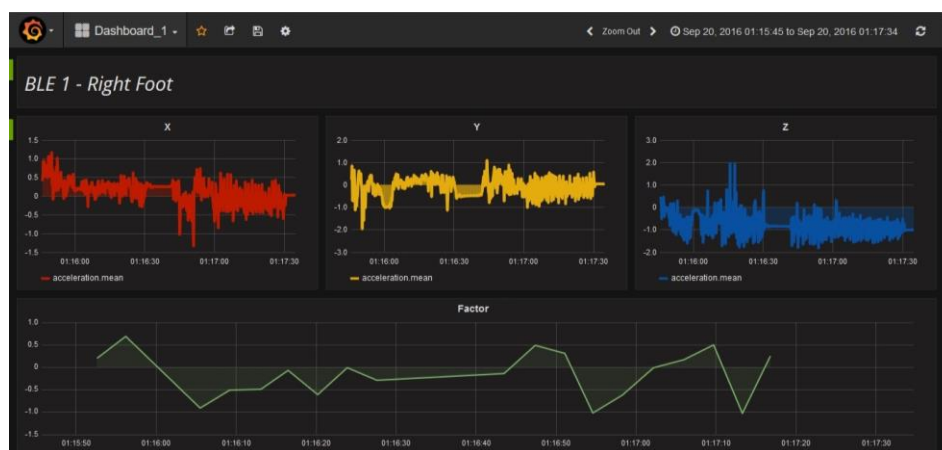 Dashboard_1
Zoom Out
Sep 20, 2016 01:15:45 to Sep 20, 2016 01:17:34
BLE 1 - Right Foot
X
1.5
1.0
0.5
0
-0.5
-1.0
-1.5
01:16:00 01:16:30 01:17:00 01:17:30
acceleration.mean
Y
2.0
1.0
0
-1.0
-2.0
-3.0
01:16:00 01:16:30 01:17:00 01:17:30
acceleration.mean
Z
3.0
2.0
1.0
0
-1.0
-2.0
01:16:00 01:16:30 01:17:00 01:17:30
acceleration.mean
Factor
1.0
0.5
0
-0.5
-1.0
-1.5
01:15:50 01:16:00 01:16:10 01:16:20 01:16:30 01:16:40 01:16:50 01:17:00 01:17:10 01:17:20 01:17:30